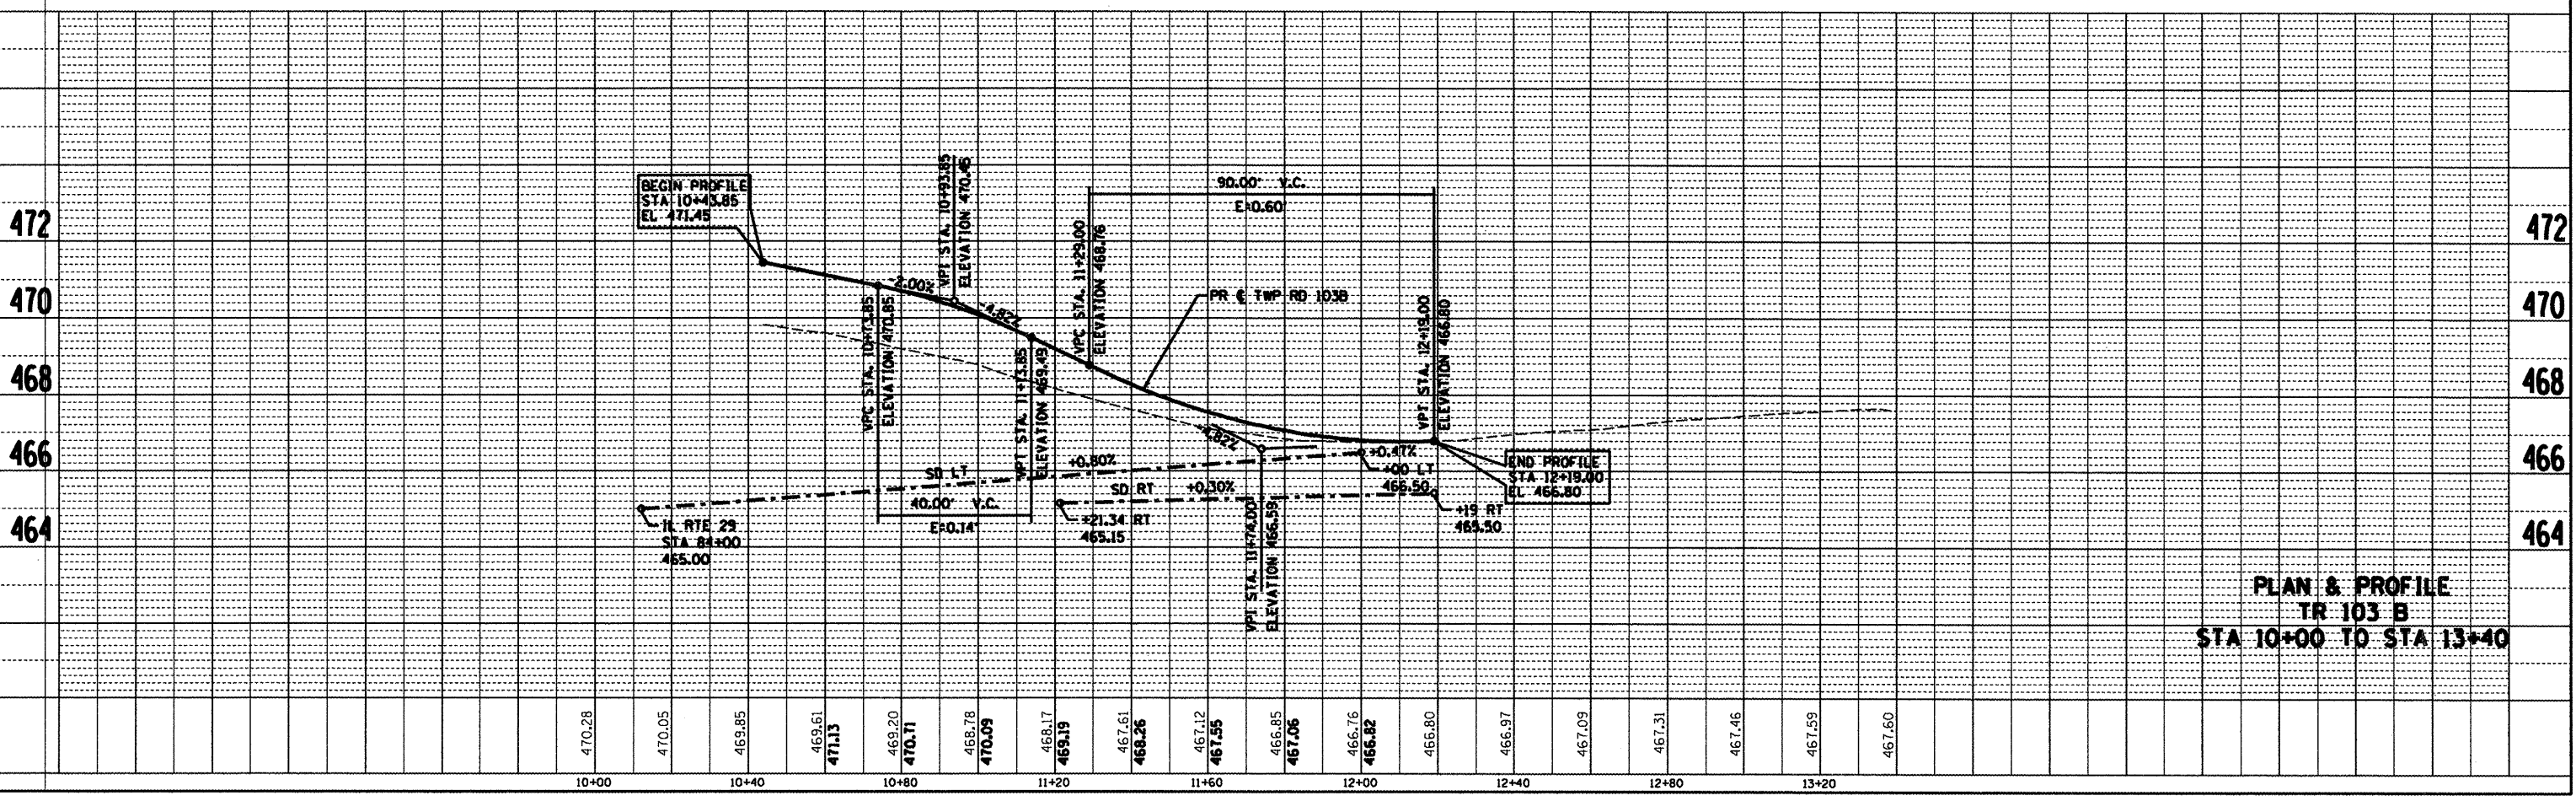 BEGIN PROFILE
STA 10+43.85
EL 471.45
VPI STA. 10+93.85
ELEVATION 470.45
90.00' V.C.
E=0.60'
472
472
VPC STA. 11+29.00
ELEVATION 468.76
-2.00%
-4.82%
PR ℄ TWP RD 103B
470
470
VPC STA. 10+73.85
ELEVATION 470.85
VPT STA. 11+13.85
ELEVATION 469.49
VPT STA. 12+19.00
ELEVATION 466.80
468
468
-4.82%
+0.47%
466
466
SD LT
+0.80%
+00 LT
466.50
END PROFILE
STA 12+19.00
EL 466.80
SD RT
+0.30%
40.00' V.C.
E=0.14'
IL RTE 29
STA 84+00
465.00
+21.34 RT
465.15
+19 RT
465.50
464
464
VPI STA. 11+74.00
ELEVATION 466.59
PLAN & PROFILE
TR 103 B
STA 10+00 TO STA 13+40
470.28
470.05
469.85
469.61
471.13
469.20
470.71
468.78
470.09
468.17
469.19
467.61
468.26
467.12
467.55
466.85
467.06
466.76
466.82
466.80
466.97
467.09
467.31
467.46
467.59
467.60
10+00
10+40
10+80
11+20
11+60
12+00
12+40
12+80
13+20